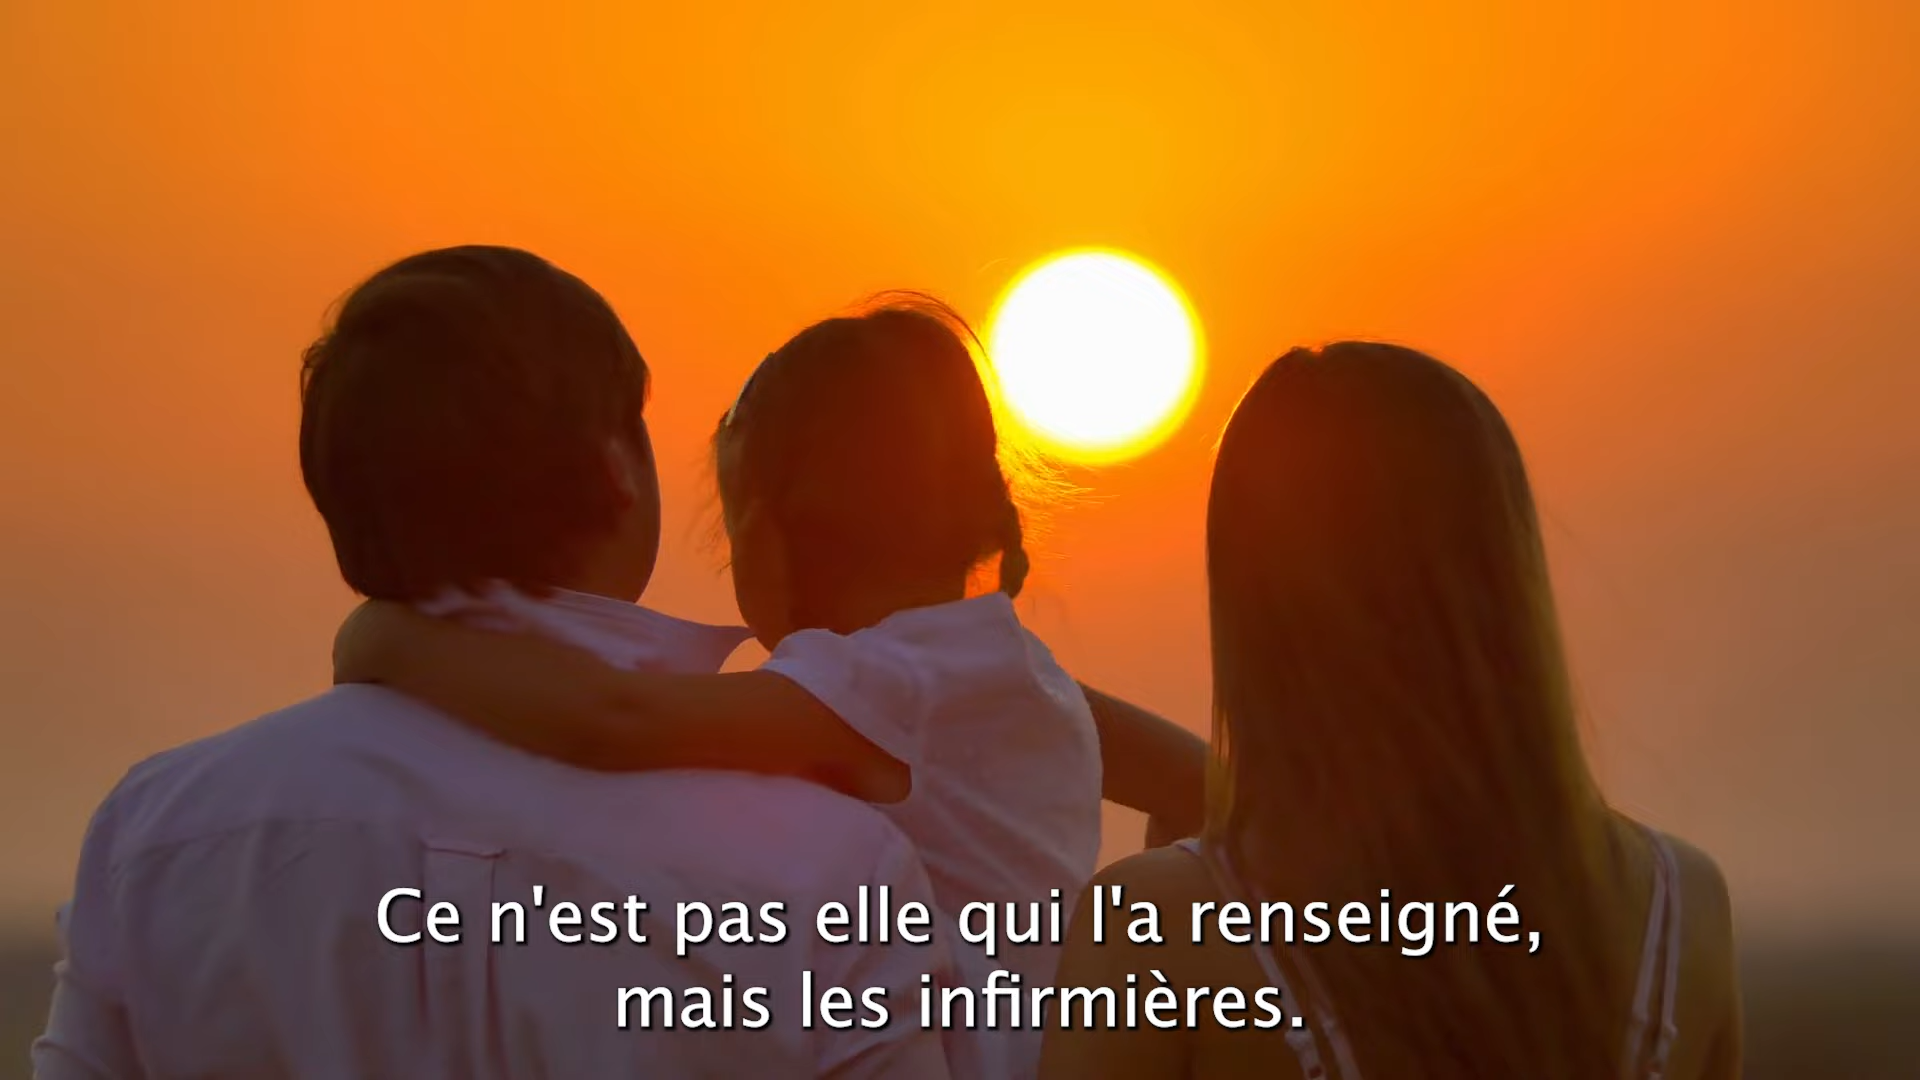 Ce n'est pas elle qui l'a renseigné,
mais les infirmières.